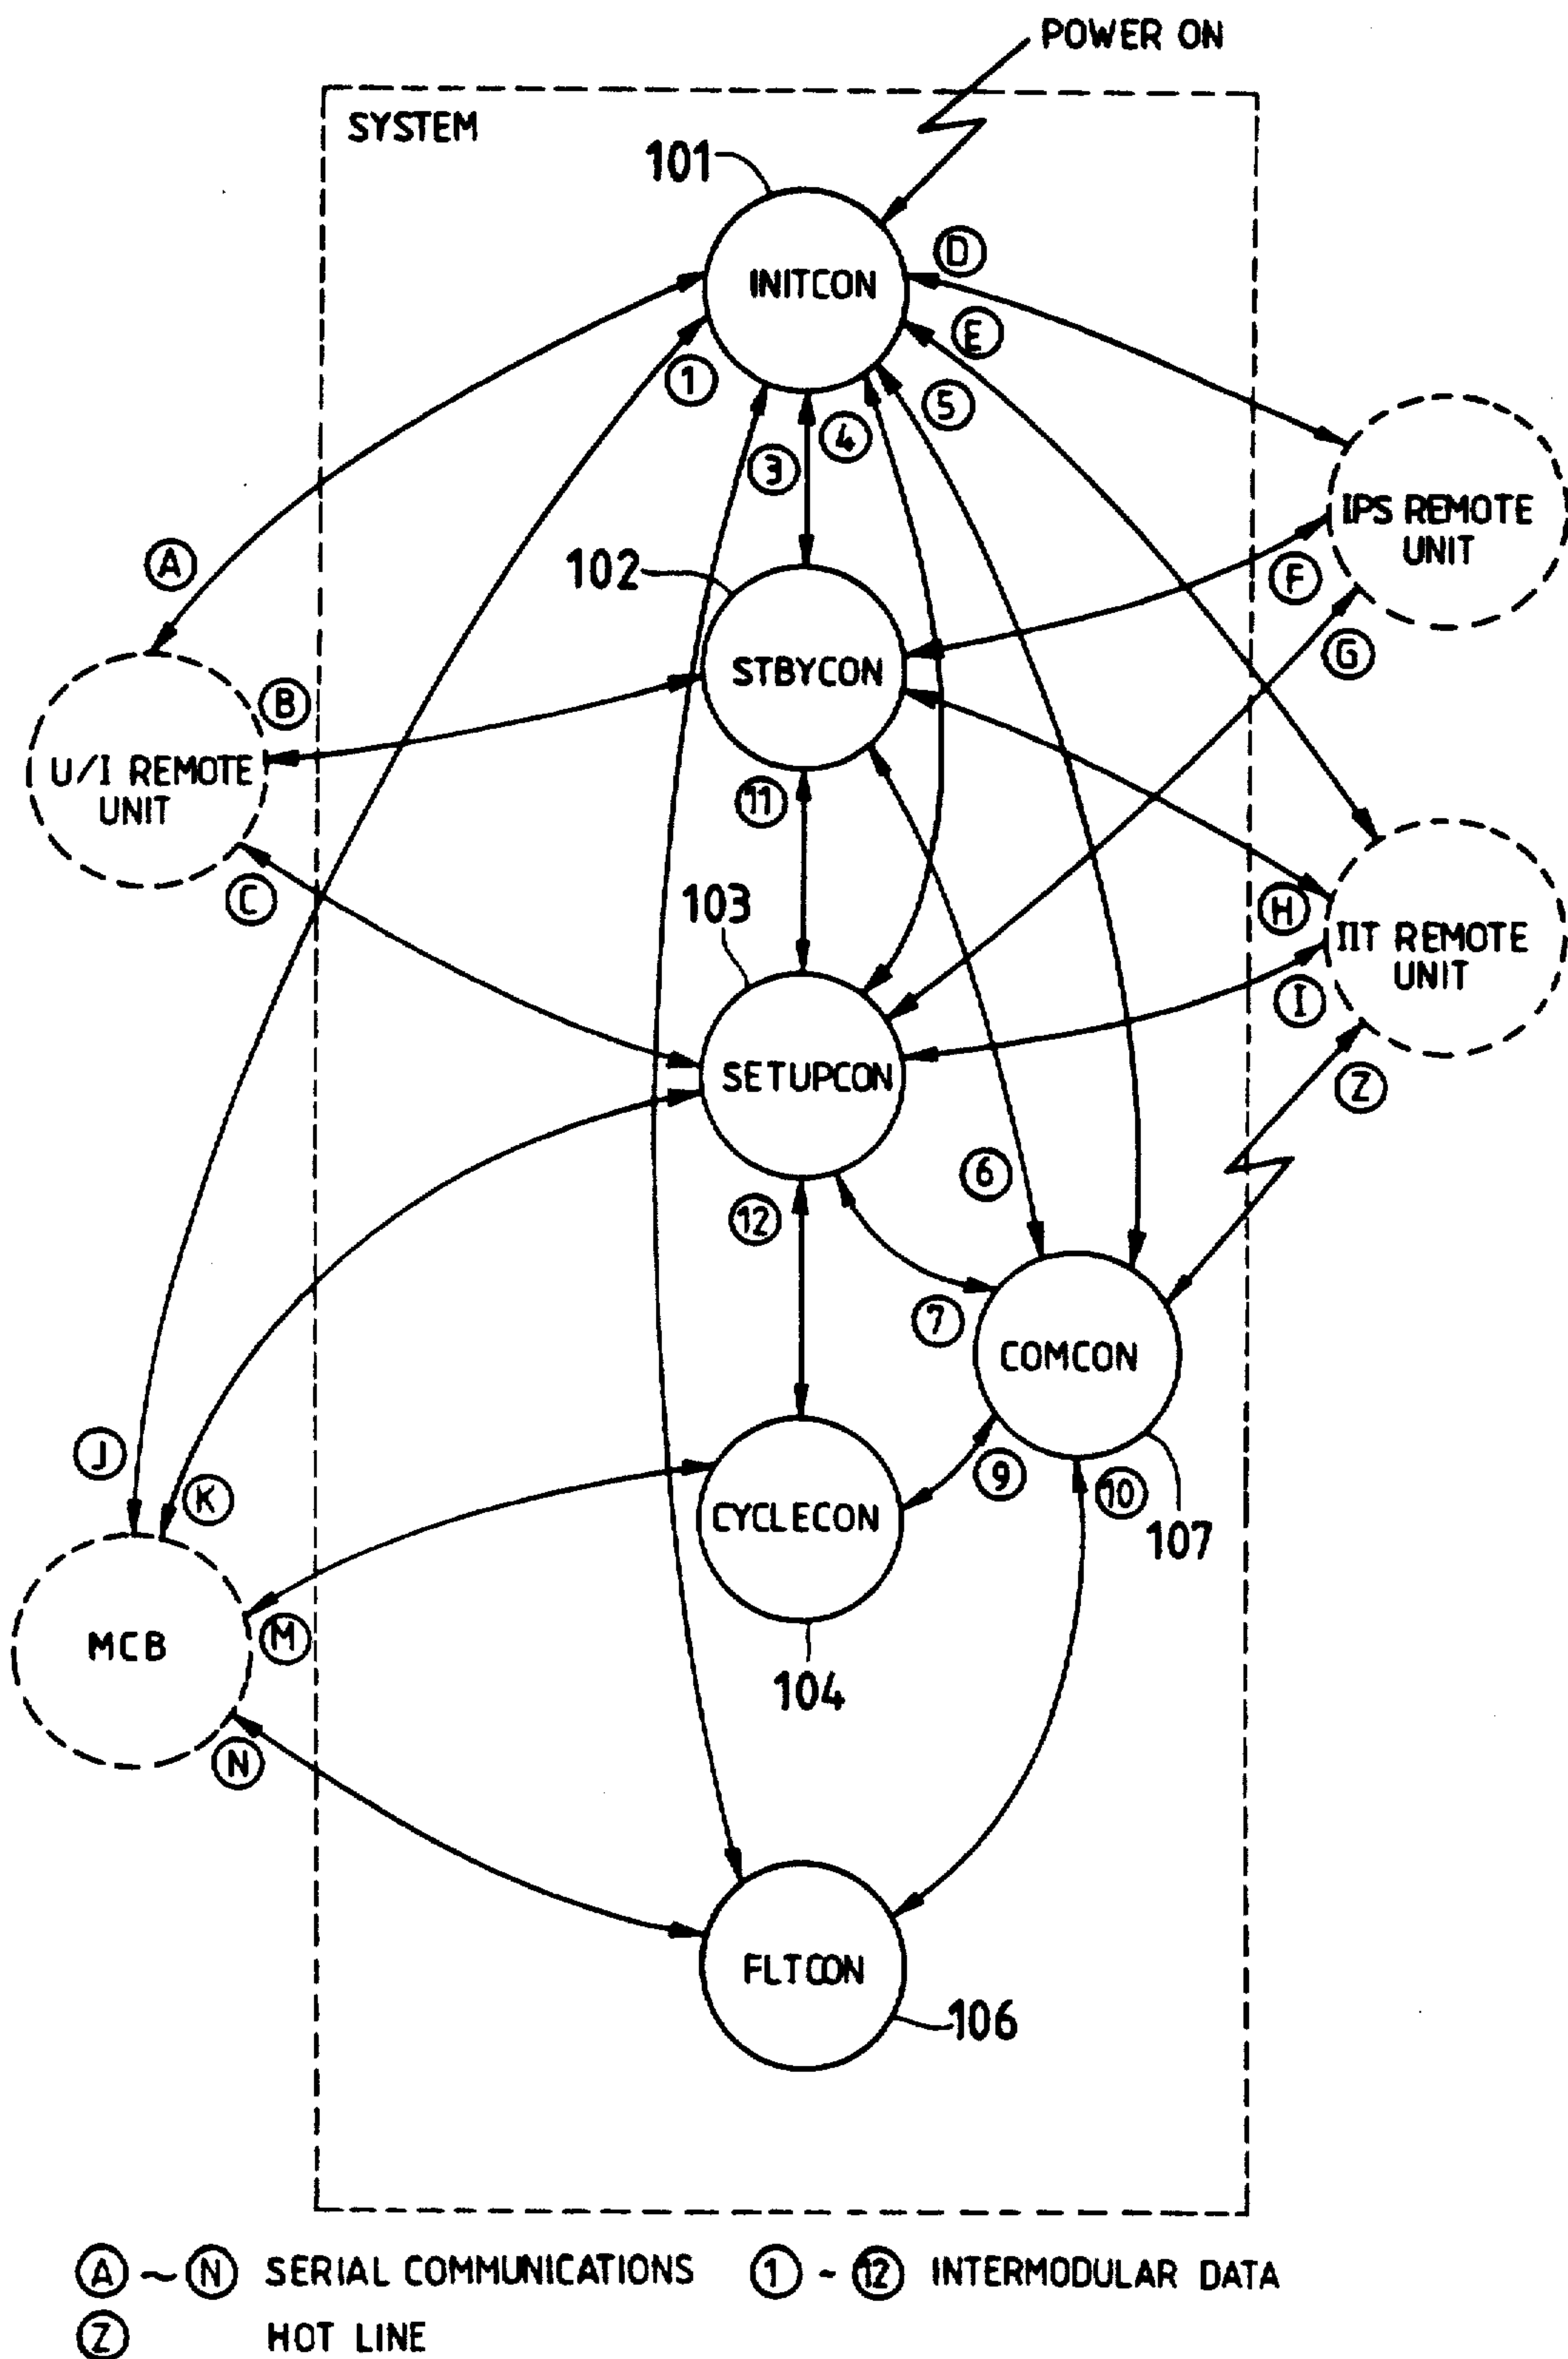 POWER ON
SYSTEM
101
INITCON
D
E
1
5
4
3
IPS REMOTE
UNIT
A
102
F
G
STBYCON
B
U/I REMOTE
UNIT
11
C
103
H
IIT REMOTE
UNIT
I
SETUPCON
Z
6
12
7
COMCON
J
K
9
10
CYCLECON
107
M
MCB
104
N
FLTCON
106
A ~ N SERIAL COMMUNICATIONS 1 - 12 INTERMODULAR DATA
Z HOT LINE